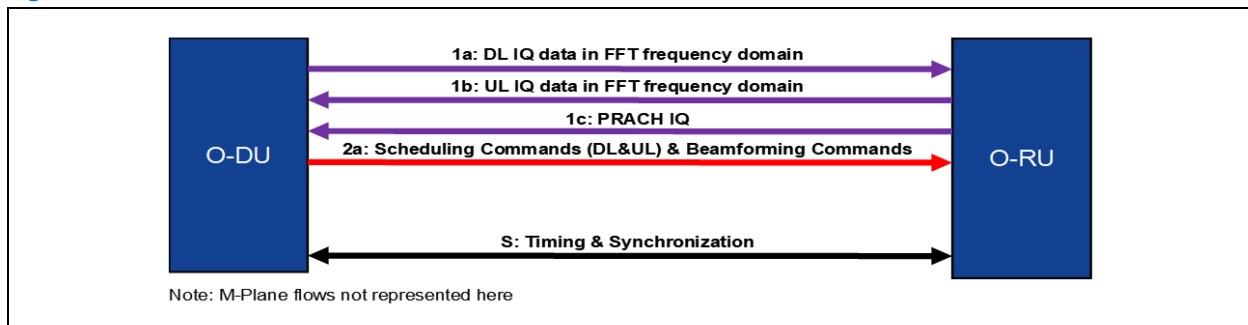 1a: DL IQ data in FFT frequency domain
1b: UL IQ data in FFT frequency domain
1c: PRACH IQ
2a: Scheduling Commands (DL&UL) & Beamforming Commands
O-DU
O-RU
S: Timing & Synchronization
Note: M-Plane flows not represented here